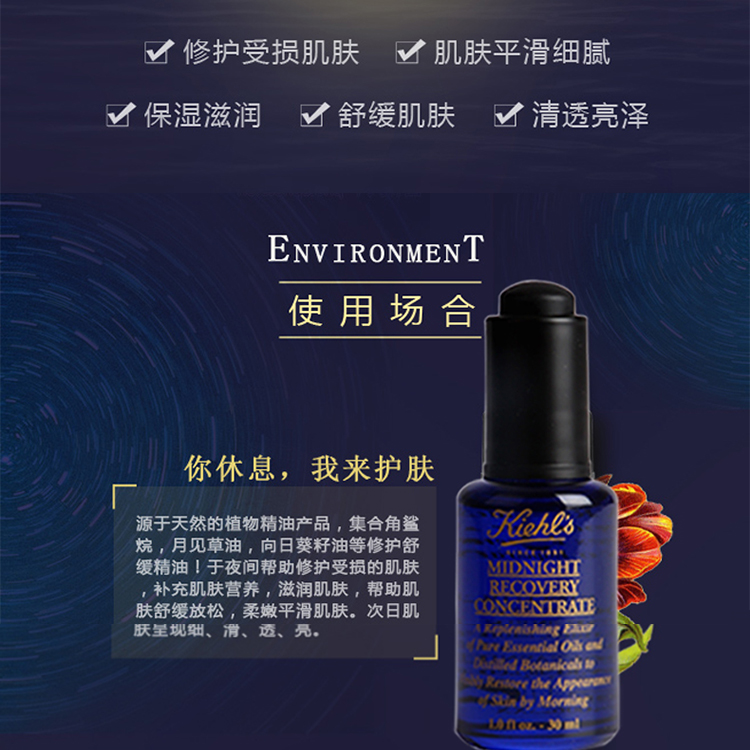 修护受损肌肤 肌肤平滑细腻
保湿滋润 舒缓肌肤 清透亮泽
ENVIRONMENT
使用场合
你休息，我来护肤
源于天然的植物精油产品，集合角鲨
烷，月见草油，向日葵籽油等修护舒
缓精油！于夜间帮助修护受损的肌肤
，补充肌肤营养，滋润肌肤，帮助肌
肤舒缓放松，柔嫩平滑肌肤。次日肌
肤呈现细、滑、透、亮。
Kiehl's
SINCE 1851
MIDNIGHT
RECOVERY
CONCENTRATE
A Replenishing Elixir
of Pure Essential Oils and
Distilled Botanicals to
Restore the Appearance
of Skin by Morning
1.0 fl. oz. - 30 ml